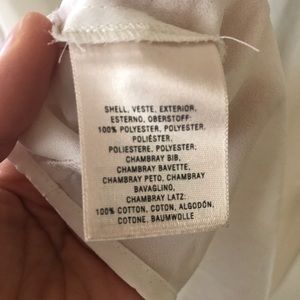 SHELL, VESTE, EXTERIOR,
ESTERNO, OBERSTOFF:
100% POLYESTER, POLYESTER,
POLIÉSTER,
POLIESTERE, POLYESTER
CHAMBRAY BIB,
CHAMBRAY BAVETTE,
CHAMBRAY PETO, CHAMBRAY
BAVAGLINO,
CHAMBRAY LATZ:
100% COTTON, COTON, ALGODÓN,
COTONE, BAUMWOLLE